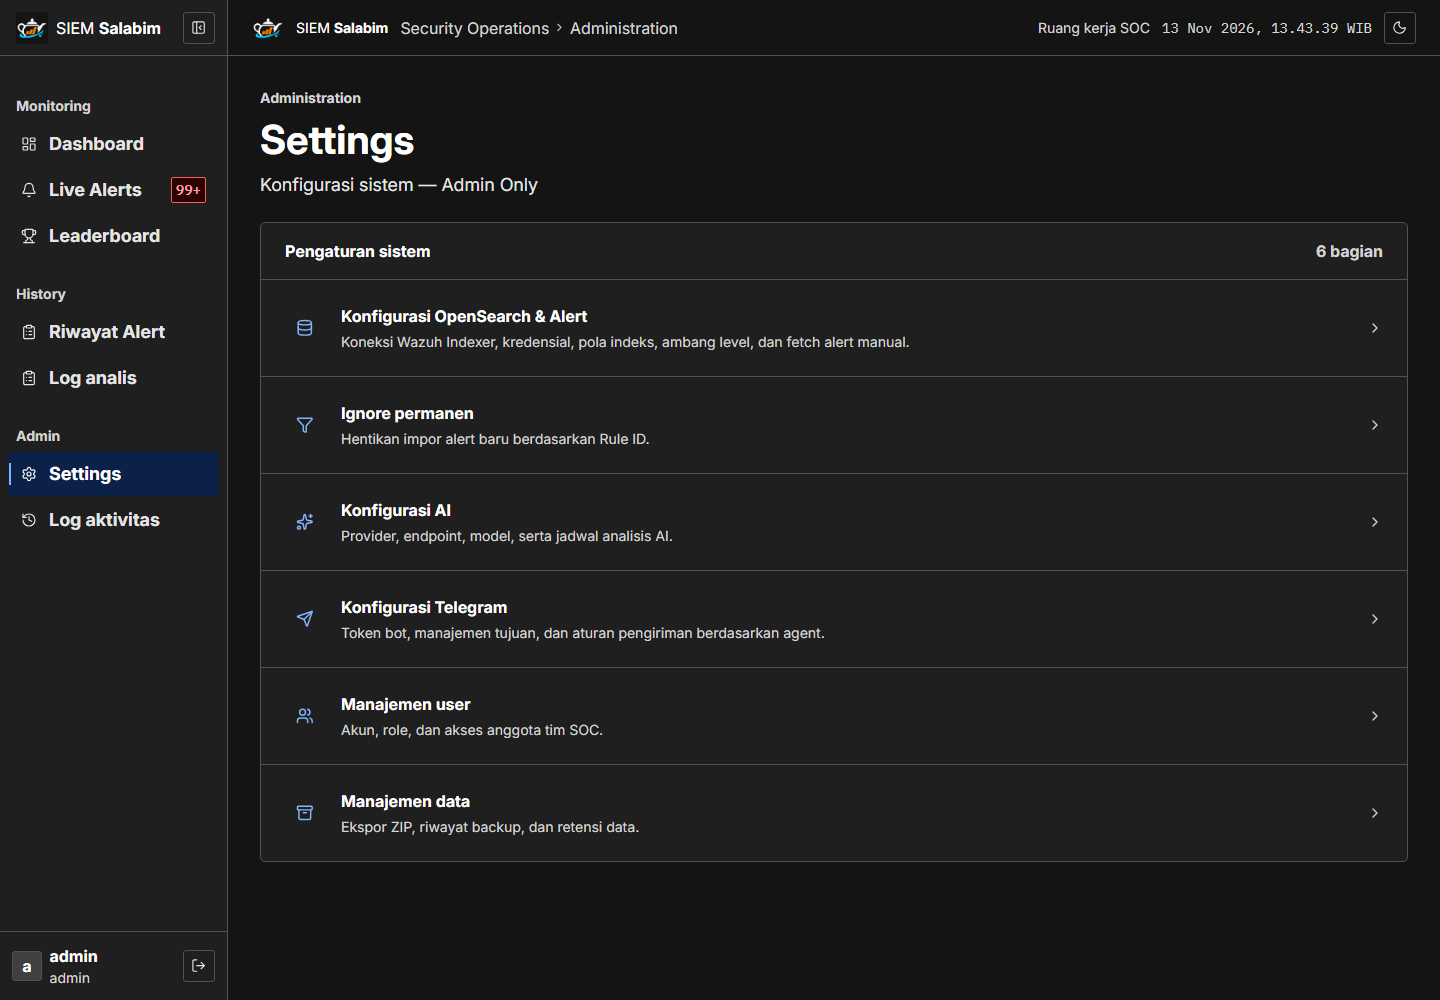 SIEM Salabim
SIEM Salabim Security Operations › Administration
Ruang kerja SOC 13 Nov 2026, 13.43.39 WIB
Monitoring
Dashboard
Live Alerts 99+
Leaderboard
History
Riwayat Alert
Log analis
Admin
Settings
Log aktivitas
a
admin
admin
Administration
Settings
Konfigurasi sistem — Admin Only
Pengaturan sistem
6 bagian
Konfigurasi OpenSearch & Alert
Koneksi Wazuh Indexer, kredensial, pola indeks, ambang level, dan fetch alert manual.
Ignore permanen
Hentikan impor alert baru berdasarkan Rule ID.
Konfigurasi AI
Provider, endpoint, model, serta jadwal analisis AI.
Konfigurasi Telegram
Token bot, manajemen tujuan, dan aturan pengiriman berdasarkan agent.
Manajemen user
Akun, role, dan akses anggota tim SOC.
Manajemen data
Ekspor ZIP, riwayat backup, dan retensi data.